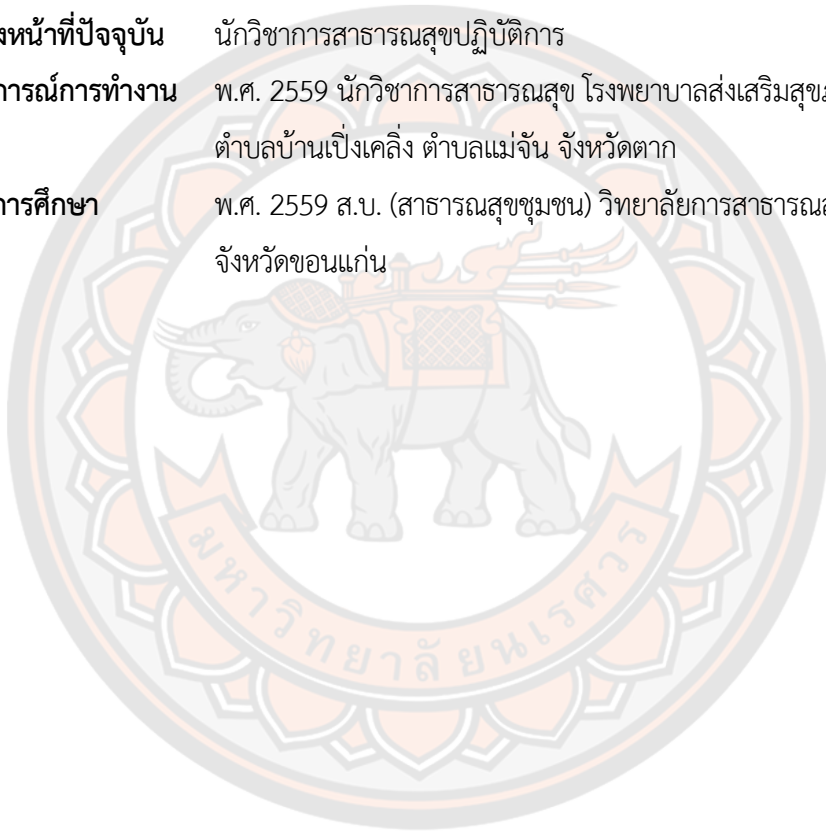 งหน้าที่ปัจจุบัน นักวิชาการสาธารณสุขปฏิบัติการ
การณ์การทำงาน พ.ศ. 2559 นักวิชาการสาธารณสุข โรงพยาบาลส่งเสริมสุขภ
ตำบลบ้านเปิ่งเคลิ่ง ตำบลแม่จัน จังหวัดตาก
การศึกษา พ.ศ. 2559 ส.บ. (สาธารณสุขชุมชน) วิทยาลัยการสาธารณส
จังหวัดขอนแก่น
มหาวิทยาลัยนเรศวร